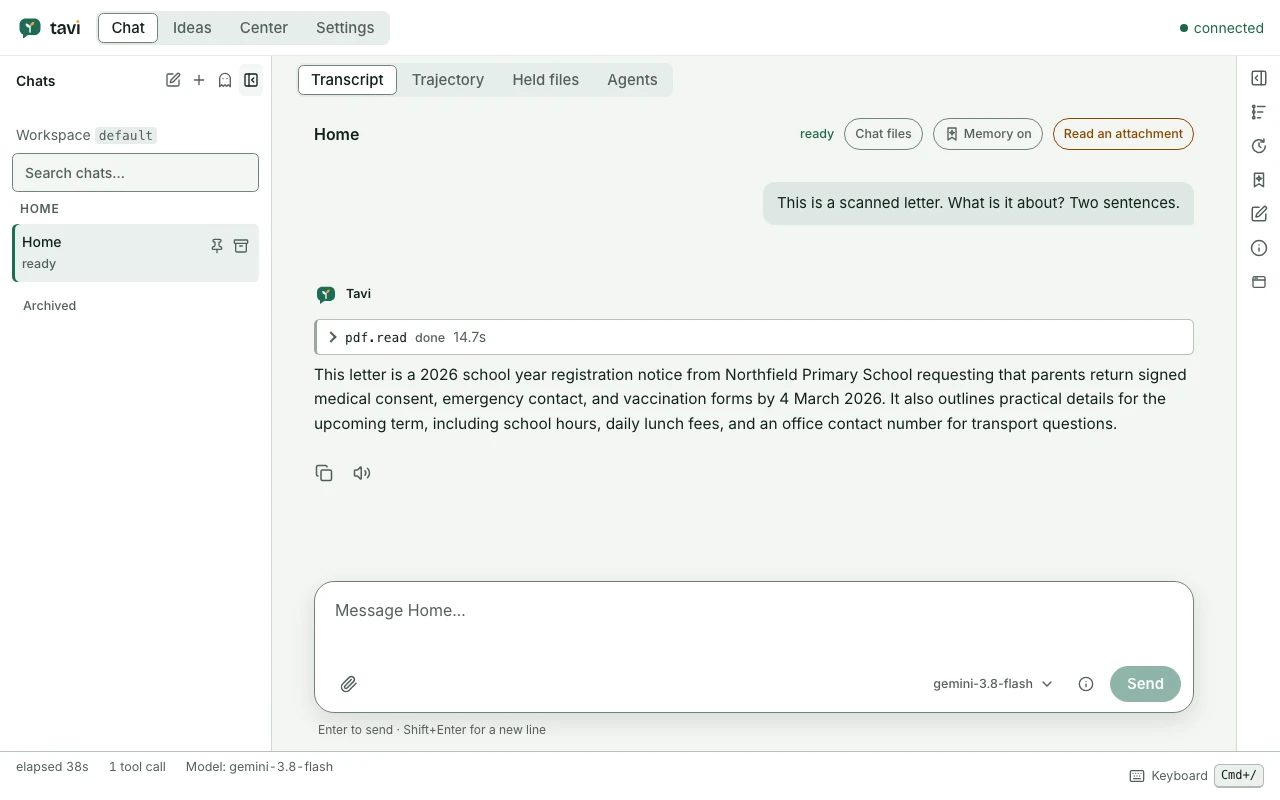 tavi
Chat Ideas Center Settings
connected
Chats
Workspace default
Search chats...
HOME
Home
ready
Archived
Transcript Trajectory Held files Agents
Home
ready Chat files Memory on Read an attachment
This is a scanned letter. What is it about? Two sentences.
Tavi
pdf.read done 14.7s
This letter is a 2026 school year registration notice from Northfield Primary School requesting that parents return signed
medical consent, emergency contact, and vaccination forms by 4 March 2026. It also outlines practical details for the
upcoming term, including school hours, daily lunch fees, and an office contact number for transport questions.
Message Home...
gemini-3.8-flash Send
Enter to send · Shift+Enter for a new line
elapsed 38s 1 tool call Model: gemini-3.8-flash
Keyboard Cmd+/